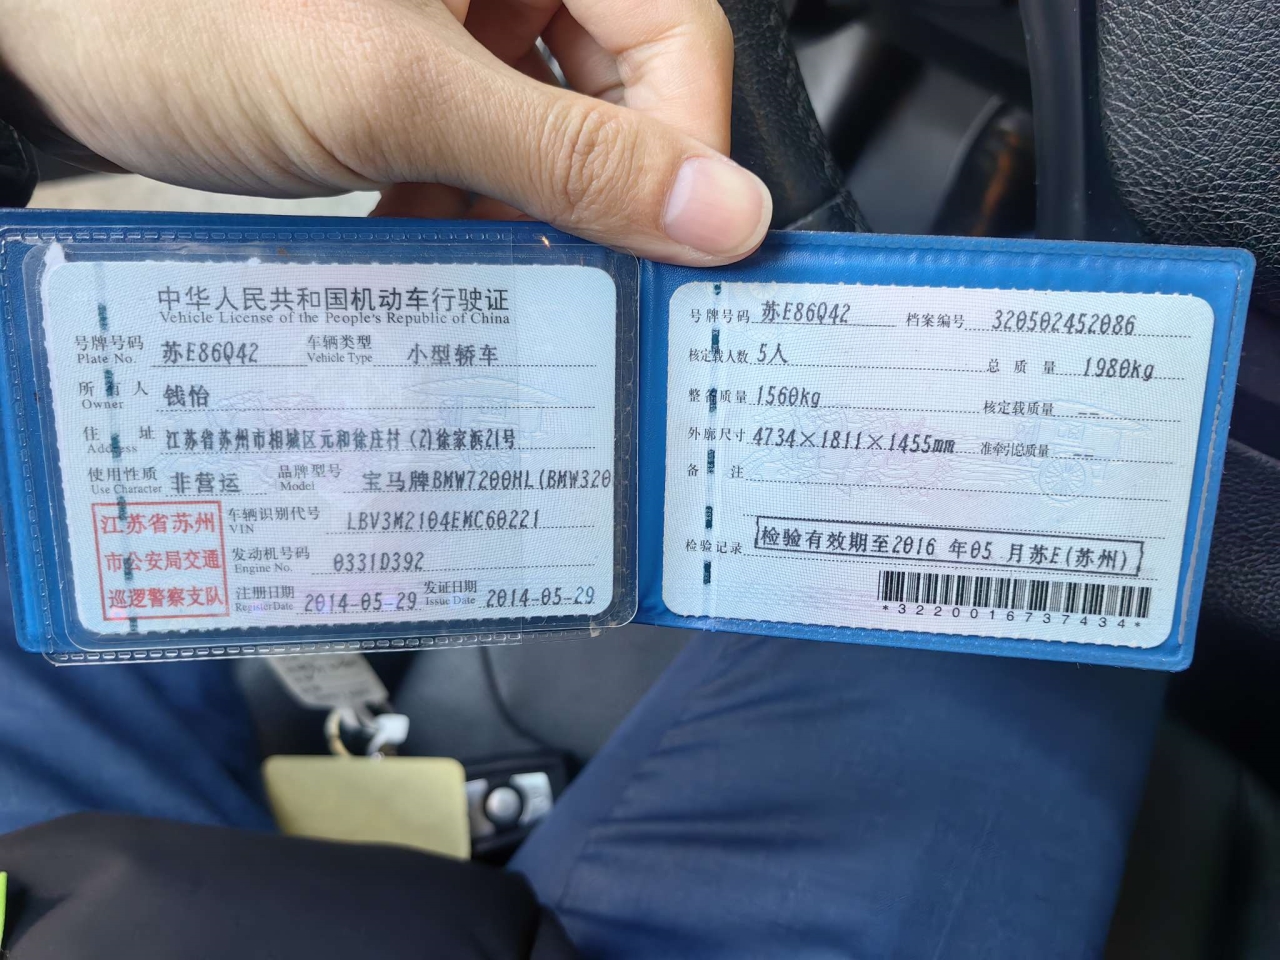 中华人民共和国机动车行驶证
Vehicle License of the People's Republic of China
号牌号码 苏E86Q42 车辆类型 小型轿车
Plate No. Vehicle Type
所有人 钱怡
Owner
住址 江苏省苏州市相城区元和徐庄村(2)徐家浜21号
Address
使用性质 非营运 品牌型号 宝马牌BMW7200HL(BMW320
Use Character Model
江苏省苏州
市公安局交通
巡逻警察支队
车辆识别代号 LBV3M2104EMC60221
VIN
发动机号码 0331D392
Engine No.
注册日期 2014-05-29 发证日期 2014-05-29
Register Date Issue Date
号牌号码 苏E86Q42 档案编号 320502452086
核定载人数 5人 总质量 1980kg
整备质量 1560kg 核定载质量 --
外廓尺寸 4734×1811×1455mm 准牵引总质量 --
备注
检验记录 检验有效期至2016 年05 月苏E(苏州)
*3220016737434*